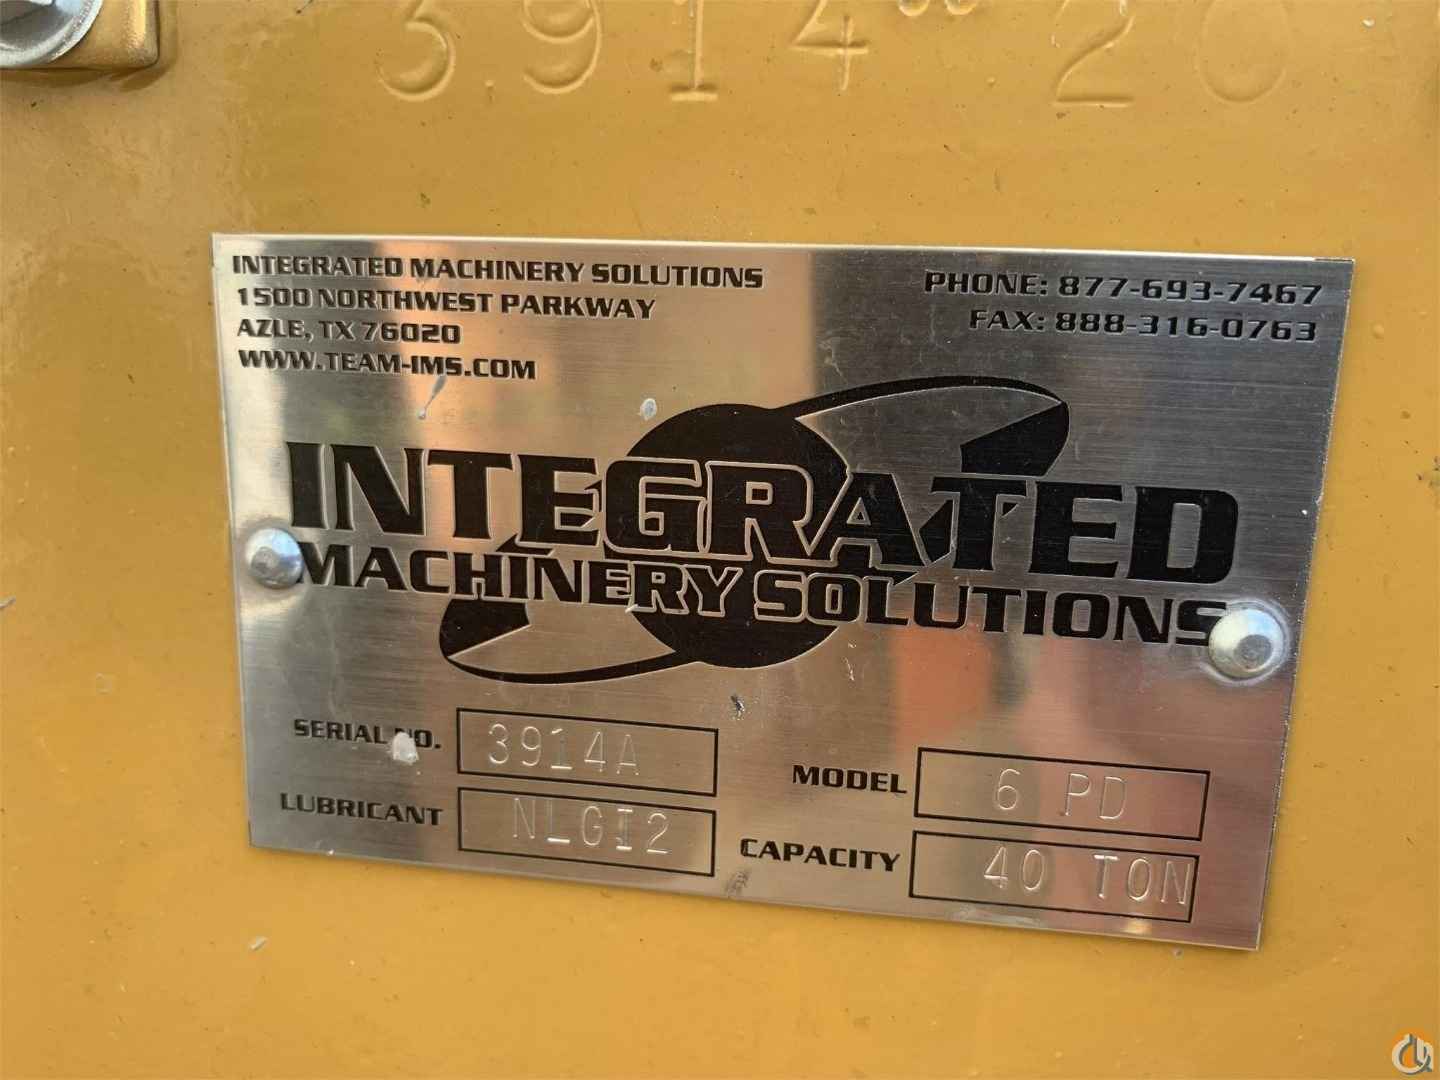 3914 20
INTEGRATED MACHINERY SOLUTIONS
1500 NORTHWEST PARKWAY
AZLE, TX 76020
WWW.TEAM-IMS.COM
PHONE: 877-693-7467
FAX: 888-316-0763
INTEGRATED
MACHINERY SOLUTIONS
SERIAL NO. 3914A
MODEL 6 PD
LUBRICANT NLGI2
CAPACITY 40 TON